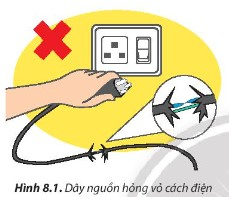 Hình 8.1. Dây nguồn hỏng vỏ cách điện